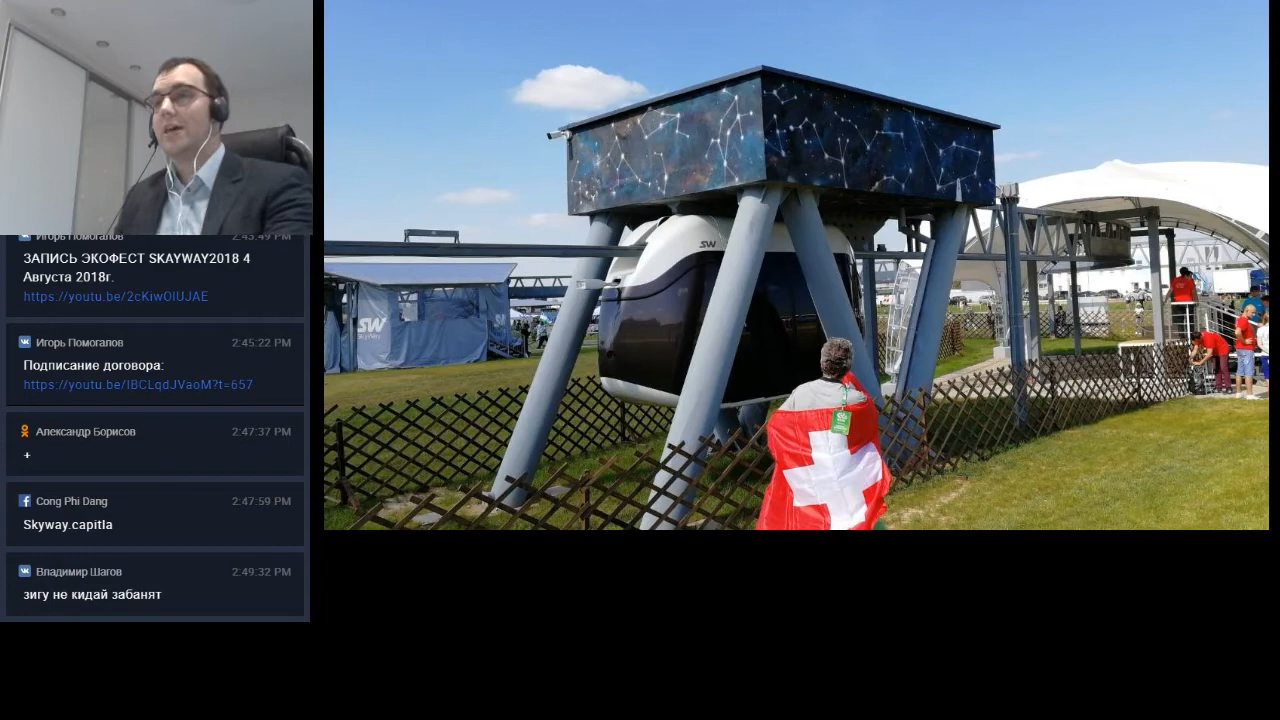 Игорь Помогалов 2:43:49 PM
ЗАПИСЬ ЭКОФЕСТ SKAYWAY2018 4
Августа 2018г.
https://youtu.be/2cKiwOIUJAE
Игорь Помогалов 2:45:22 PM
Подписание договора:
https://youtu.be/IBCLqdJVaoM?t=657
Александр Борисов 2:47:37 PM
+
Cong Phi Dang 2:47:59 PM
Skyway.capitla
Владимир Шагов 2:49:32 PM
зигу не кидай забанят
SW
SW
SkyWay